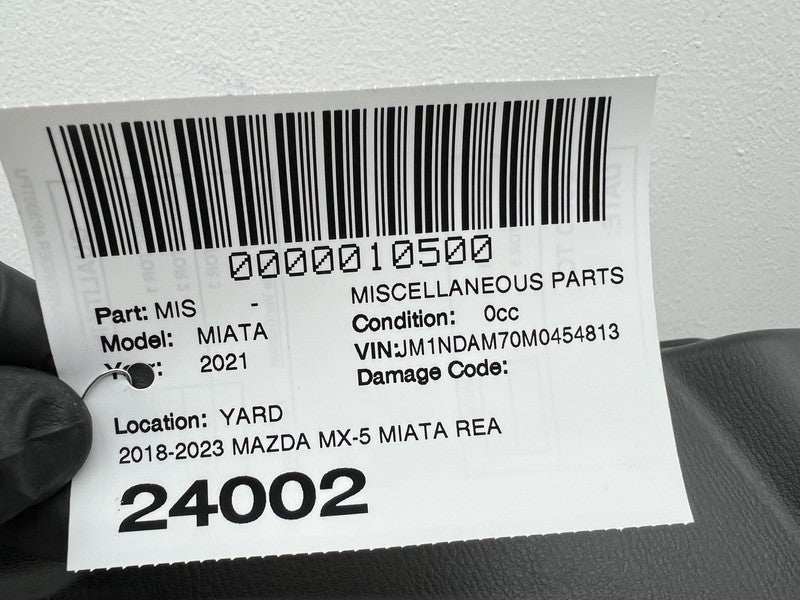 0000010500
Part: MIS - MISCELLANEOUS PARTS
Model: MIATA Condition: 0cc
2021 VIN:JM1NDAM70M0454813
Damage Code:
Location: YARD
2018-2023 MAZDA MX-5 MIATA REA
24002